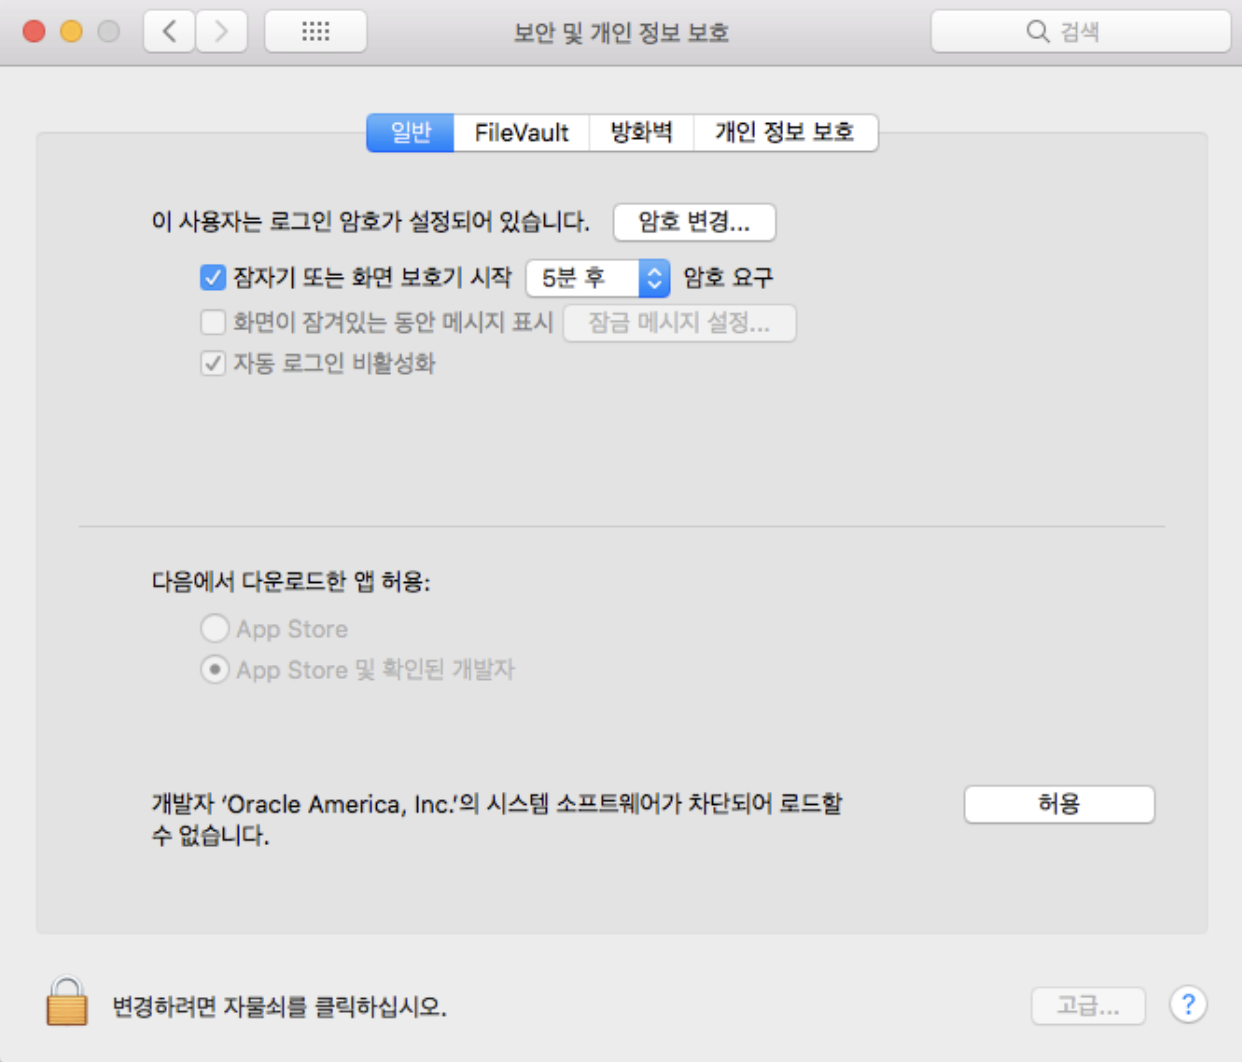 보안 및 개인 정보 보호
검색
일반 FileVault 방화벽 개인 정보 보호
이 사용자는 로그인 암호가 설정되어 있습니다. 암호 변경...
잠자기 또는 화면 보호기 시작 5분 후 암호 요구
화면이 잠겨있는 동안 메시지 표시 잠금 메시지 설정...
자동 로그인 비활성화
다음에서 다운로드한 앱 허용:
App Store
App Store 및 확인된 개발자
개발자 ‘Oracle America, Inc.’의 시스템 소프트웨어가 차단되어 로드할
수 없습니다.
허용
변경하려면 자물쇠를 클릭하십시오.
고급... ?